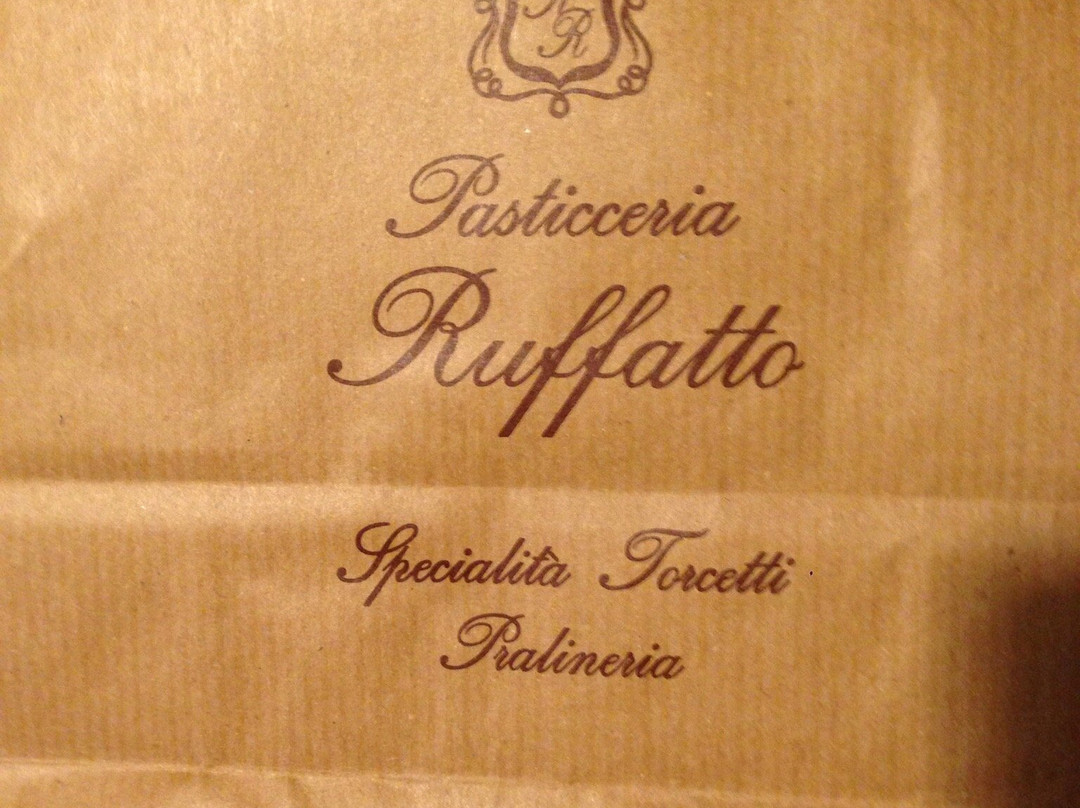 R
Pasticceria
Ruffatto
Specialità Torcetti
Pralineria